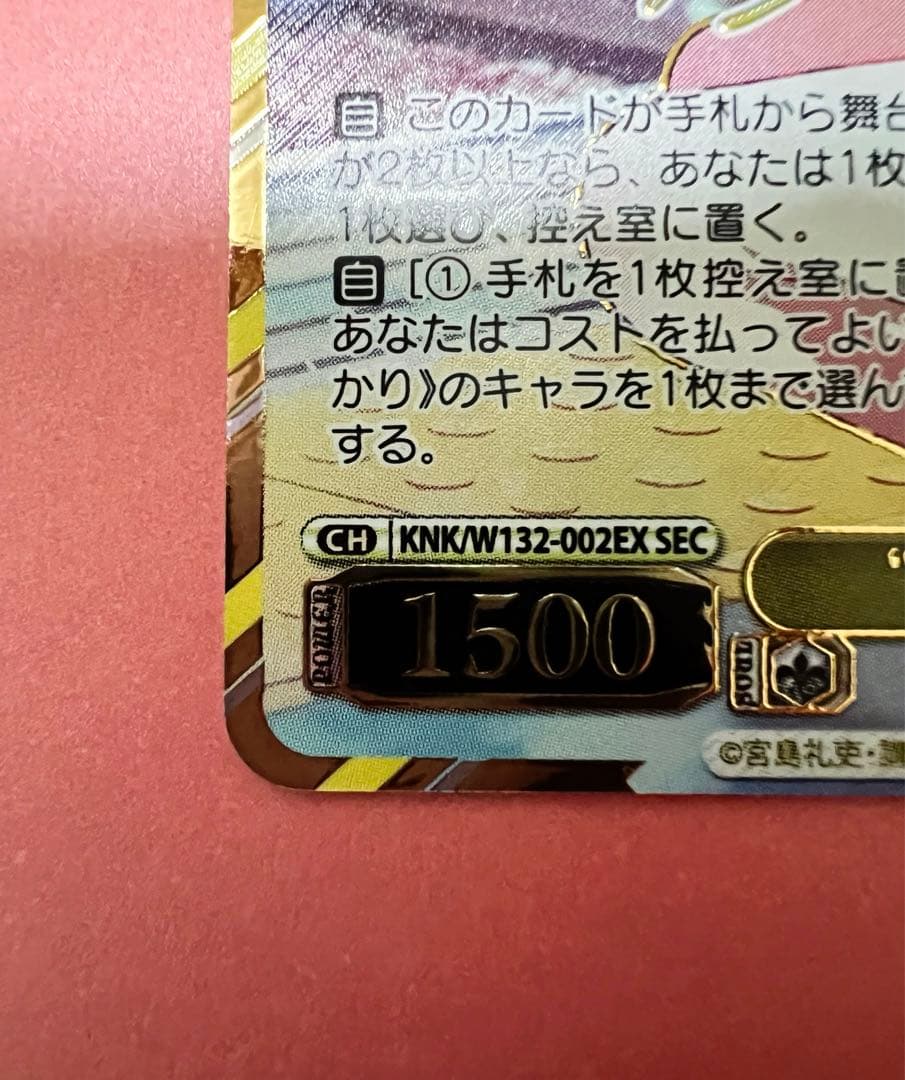 自 このカードが手札から舞台
が2枚以上なら、あなたは1枚
1枚選び、控え室に置く。
自 [① 手札を1枚控え室に置
あなたはコストを払ってよい
かり》のキャラを1枚まで選ん
する。
CH KNK/W132-002EX SEC
POWER 1500
SOUL
©宮島礼吏・講